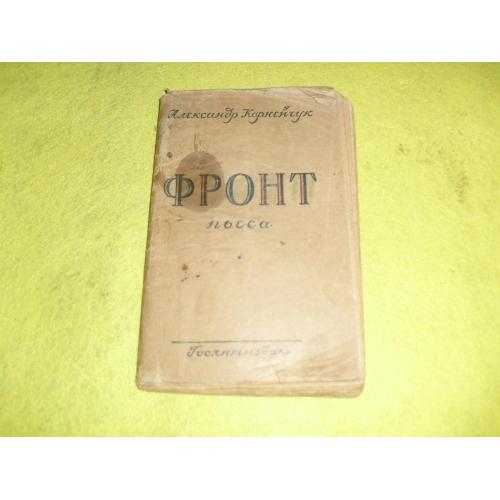 Александр Корнейчук
ФРОНТ
пьеса
Гослитиздат